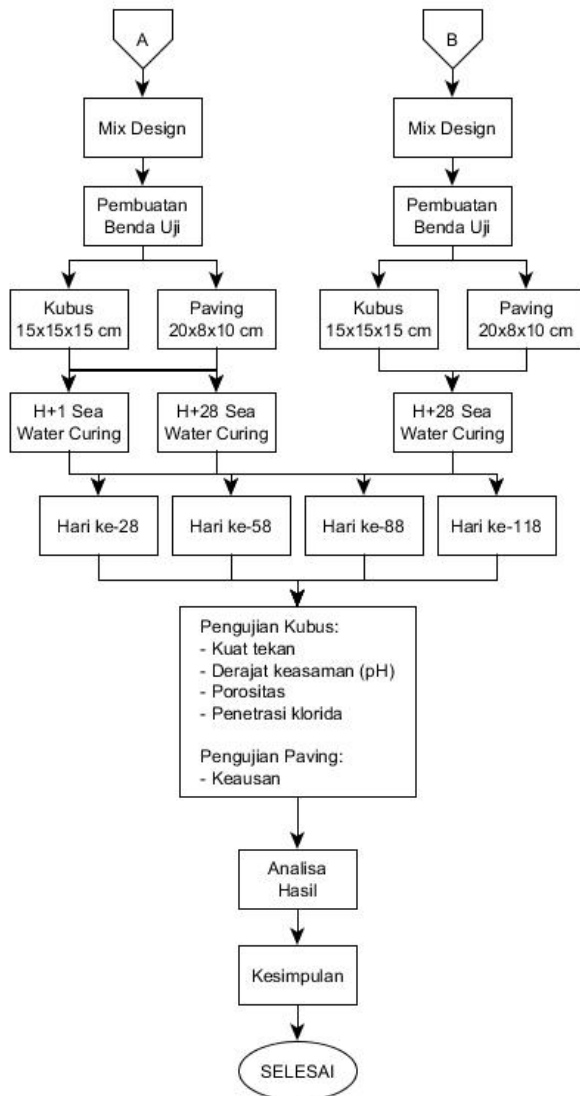 A
B
Mix Design
Mix Design
Pembuatan
Benda Uji
Pembuatan
Benda Uji
Kubus
15x15x15 cm
Paving
20x8x10 cm
Kubus
15x15x15 cm
Paving
20x8x10 cm
H+1 Sea
Water Curing
H+28 Sea
Water Curing
H+28 Sea
Water Curing
Hari ke-28
Hari ke-58
Hari ke-88
Hari ke-118
Pengujian Kubus:
- Kuat tekan
- Derajat keasaman (pH)
- Porositas
- Penetrasi klorida
Pengujian Paving:
- Keausan
Analisa
Hasil
Kesimpulan
SELESAI